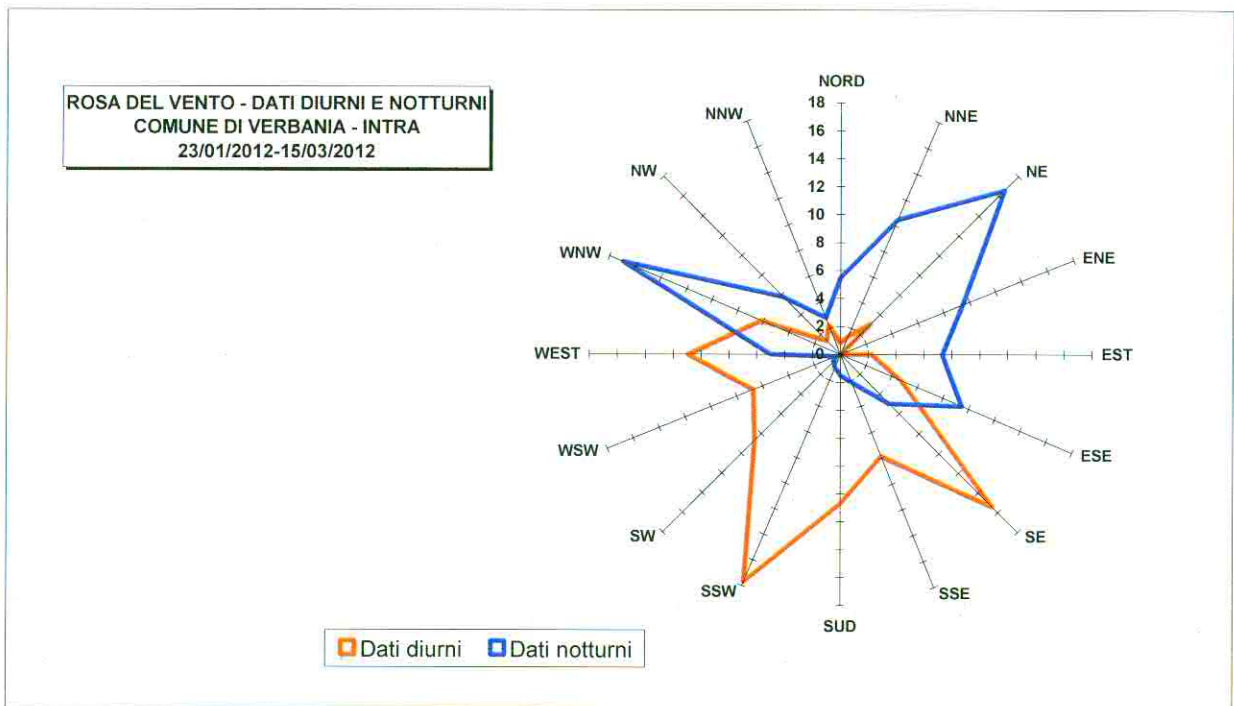 ROSA DEL VENTO - DATI DIURNI E NOTTURNI
COMUNE DI VERBANIA - INTRA
23/01/2012-15/03/2012
NORD
NNW
NNE
NW
NE
WNW
ENE
WEST
EST
WSW
ESE
SW
SE
SSW
SSE
SUD
18
16
14
12
10
8
6
4
2
0
Dati diurni
Dati notturni